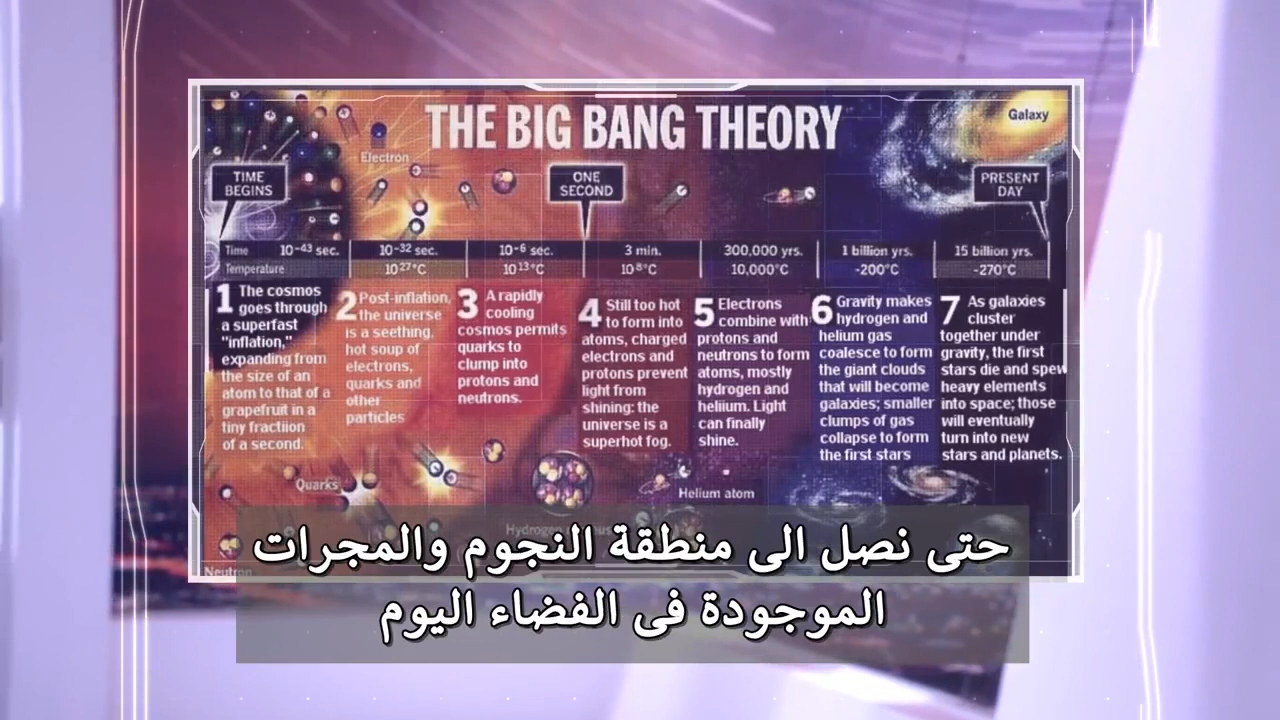 THE BIG BANG THEORY
Galaxy
Electron
TIME
BEGINS
ONE
SECOND
PRESENT
DAY
Time 10-43 sec. 10-32 sec. 10-6 sec. 3 min. 300,000 yrs. 1 billion yrs. 15 billion yrs.
Temperature 10 27°C 10 13°C 10 8°C 10,000°C -200°C -270°C
1 The cosmos
goes through
a superfast
"inflation,"
expanding from
the size of an
atom to that of a
grapefruit in a
tiny fractiion
of a second.
2 Post-inflation,
the universe
is a seething,
hot soup of
electrons,
quarks and
other
particles
3 A rapidly
cooling
cosmos permits
quarks to
clump into
protons and
neutrons.
4 Still too hot
to form into
atoms, charged
electrons and
protons prevent
light from
shining: the
universe is a
superhot fog.
5 Electrons
combine with
protons and
neutrons to form
atoms, mostly
hydrogen and
heliium. Light
can finally
shine.
6 Gravity makes
hydrogen and
helium gas
coalesce to form
the giant clouds
that will become
galaxies; smaller
clumps of gas
collapse to form
the first stars
7 As galaxies
cluster
together under
gravity, the first
stars die and spew
heavy elements
into space; those
will eventually
turn into new
stars and planets.
Quarks
Helium atom
Neutron
حتى نصل الى منطقة النجوم والمجرات
الموجودة فى الفضاء اليوم